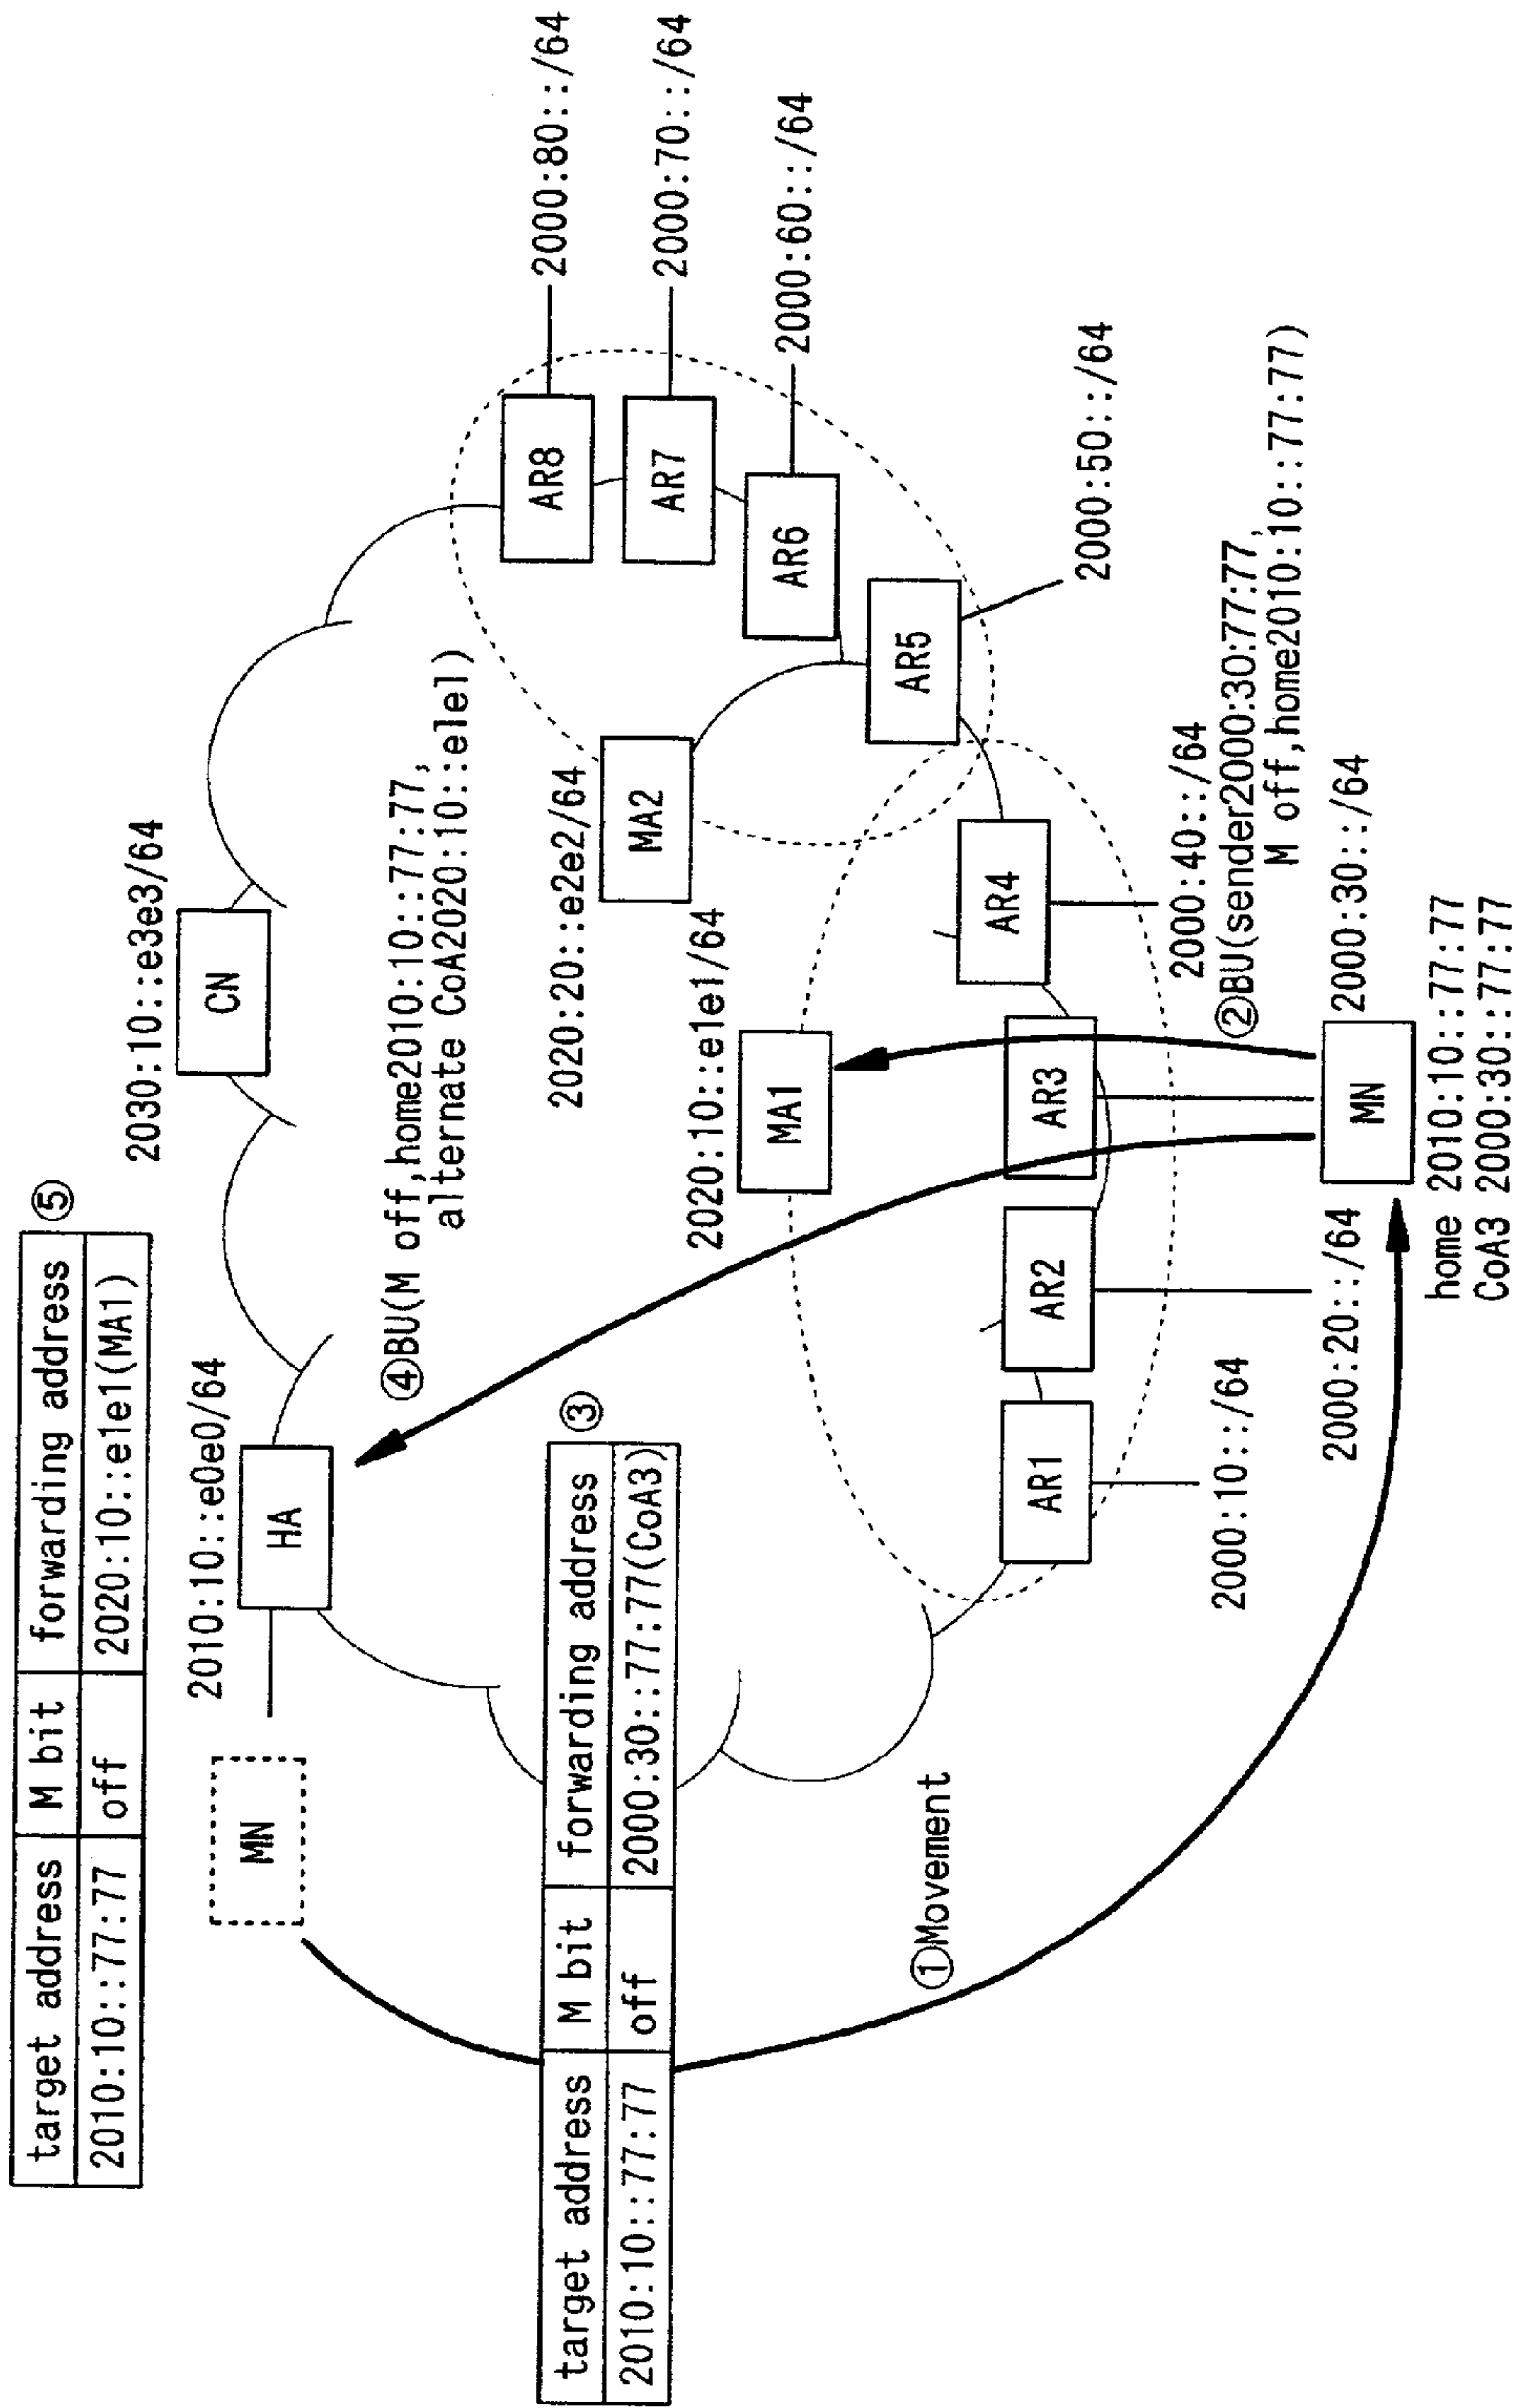 target address M bit forwarding address ⑤
2010:10::77:77 off 2020:10::e1e1(MA1)
MN
2010:10::e0e0/64
HA
2030:10::e3e3/64
CN
④BU(M off,home2010:10::77:77,
alternate CoA2020:10::e1e1)
target address M bit forwarding address ③
2010:10::77:77 off 2000:30::77:77(CoA3)
2020:20::e2e2/64
MA2
2020:10::e1e1/64
MA1
AR8
2000:80::/64
AR7
2000:70::/64
AR6
2000:60::/64
AR5
2000:50::/64
AR4
2000:40::/64
AR3
AR2
2000:20::/64
AR1
2000:10::/64
①Movement
②BU(sender2000:30:77:77,
M off,home2010:10::77:77)
MN
2000:30::/64
home 2010:10::77:77
CoA3 2000:30::77:77